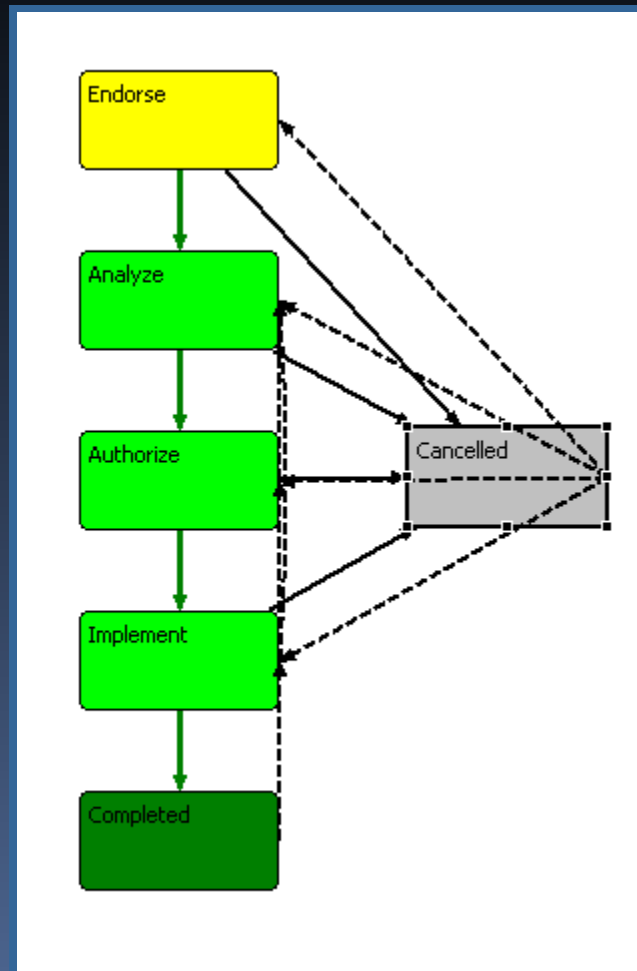 Endorse
Analyze
Authorize
Cancelled
Implement
Completed